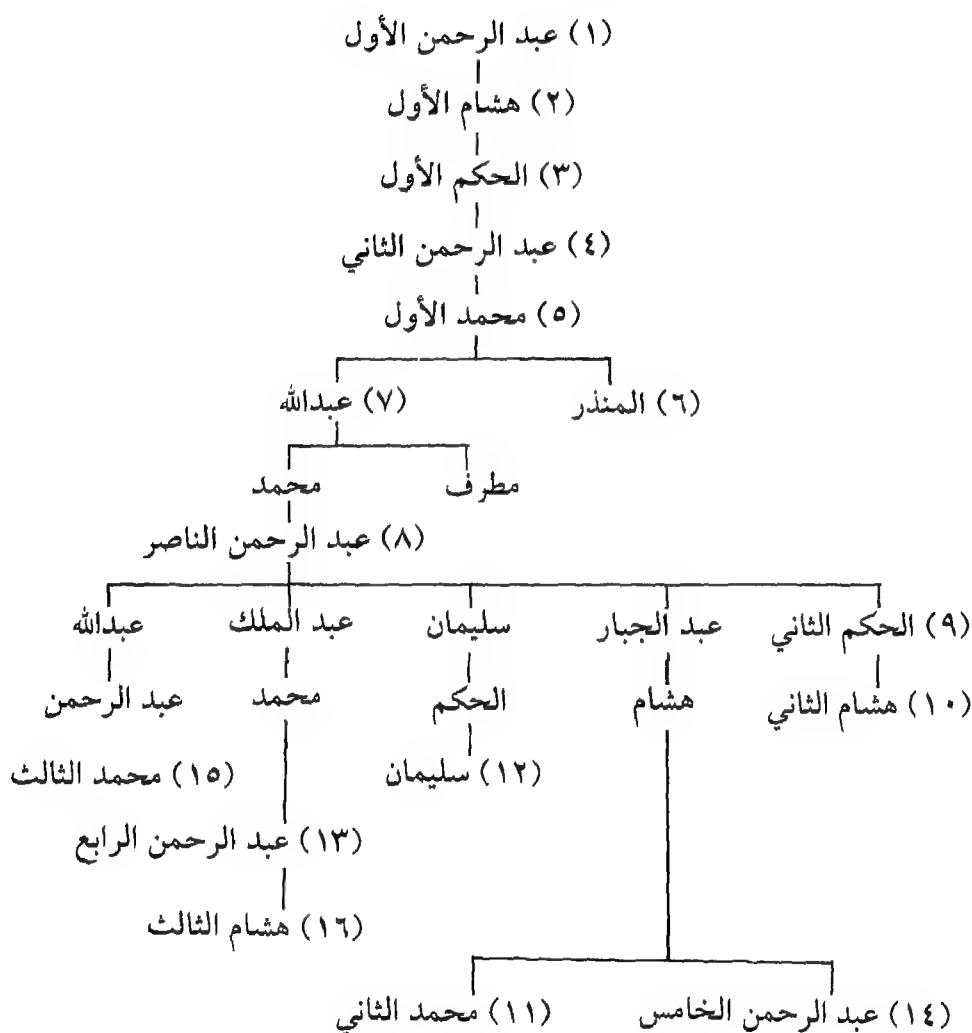 (١) عبد الرحمن الأول
(٢) هشام الأول
(٣) الحكم الأول
(٤) عبد الرحمن الثاني
(٥) محمد الأول
(٦) المنذر (٧) عبدالله
مطرف محمد
(٨) عبد الرحمن الناصر
(٩) الحكم الثاني عبد الجبار سليمان عبد الملك عبدالله
(١٠) هشام الثاني هشام الحكم محمد عبد الرحمن
(١٢) سليمان (١٥) محمد الثالث
(١٣) عبد الرحمن الرابع
(١٦) هشام الثالث
(١٤) عبد الرحمن الخامس (١١) محمد الثاني